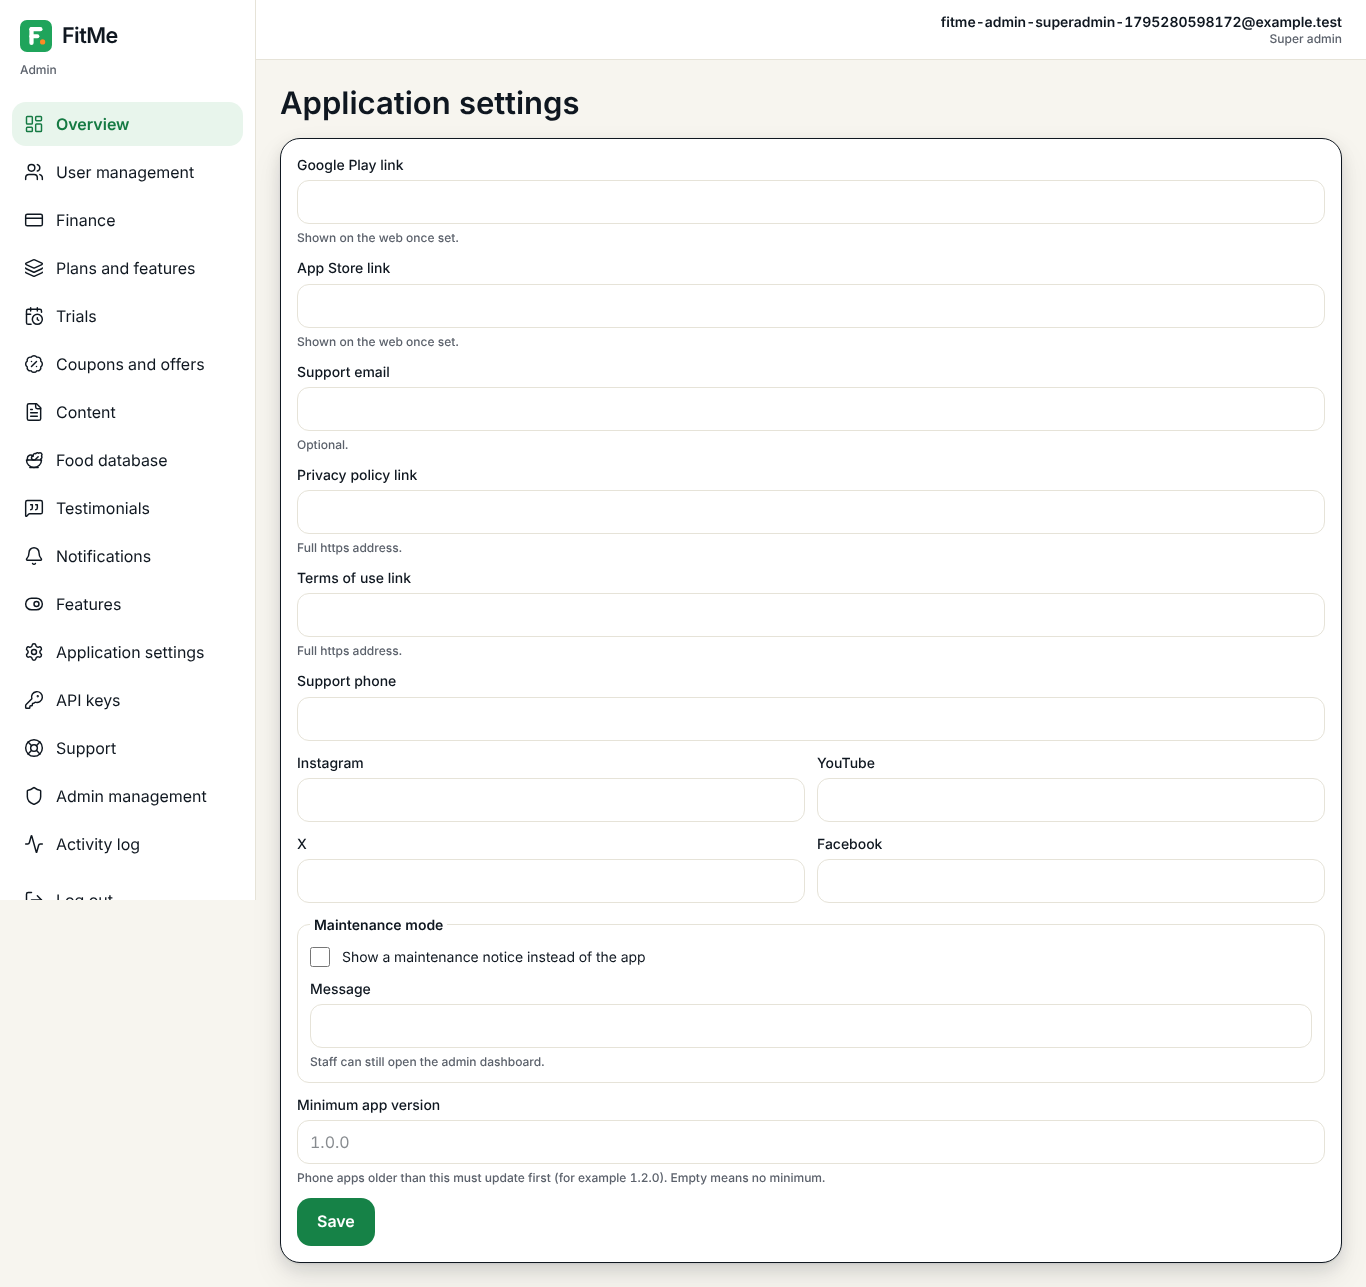 FitMe
Admin
Overview
User management
Finance
Plans and features
Trials
Coupons and offers
Content
Food database
Testimonials
Notifications
Features
Application settings
API keys
Support
Admin management
Activity log
Log out
fitme-admin-superadmin-1795280598172@example.test
Super admin
Application settings
Google Play link
Shown on the web once set.
App Store link
Shown on the web once set.
Support email
Optional.
Privacy policy link
Full https address.
Terms of use link
Full https address.
Support phone
Instagram
YouTube
X
Facebook
Maintenance mode
Show a maintenance notice instead of the app
Message
Staff can still open the admin dashboard.
Minimum app version
1.0.0
Phone apps older than this must update first (for example 1.2.0). Empty means no minimum.
Save